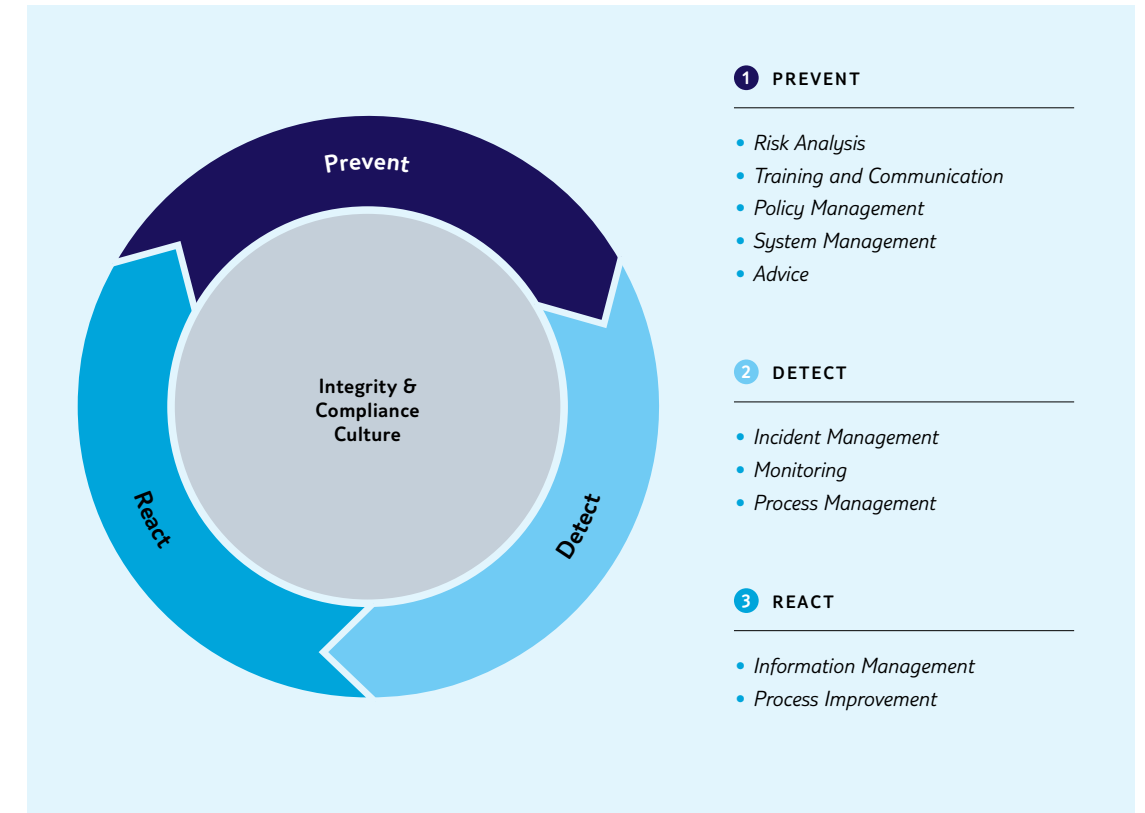 Prevent
Integrity &
Compliance
Culture
React
Detect
1 PREVENT
• Risk Analysis
• Training and Communication
• Policy Management
• System Management
• Advice
2 DETECT
• Incident Management
• Monitoring
• Process Management
3 REACT
• Information Management
• Process Improvement